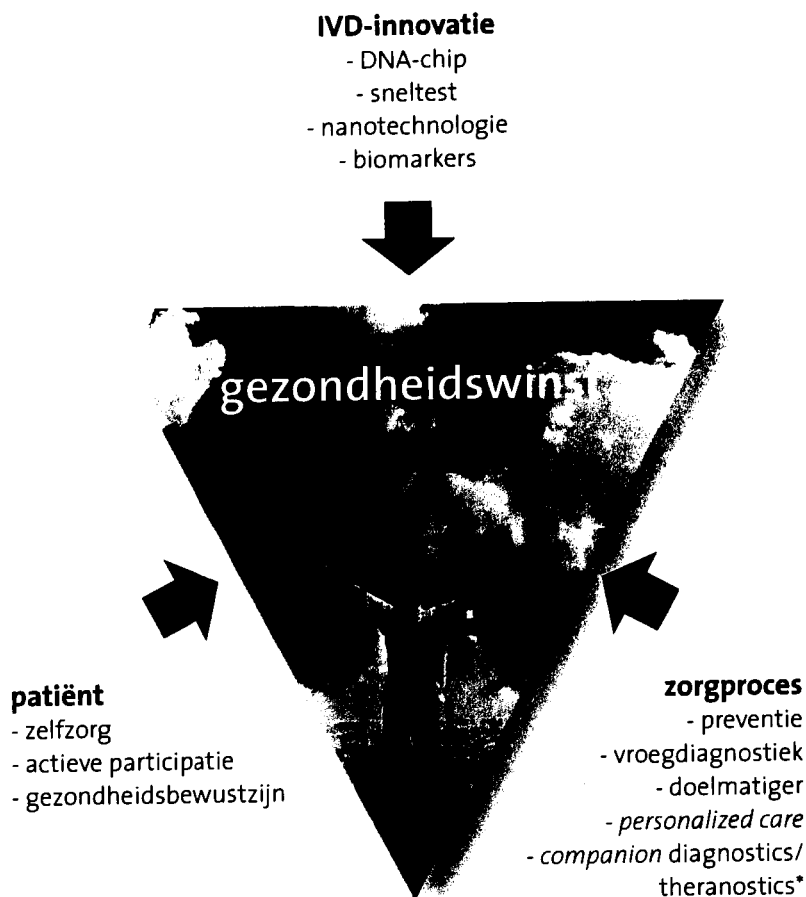 IVD-innovatie
- DNA-chip
- sneltest
- nanotechnologie
- biomarkers
gezondheidswinst
patiënt
- zelfzorg
- actieve participatie
- gezondheidsbewustzijn
zorgproces
- preventie
- vroegdiagnostiek
- doelmatiger
- personalized care
- companion diagnostics/
theranostics*